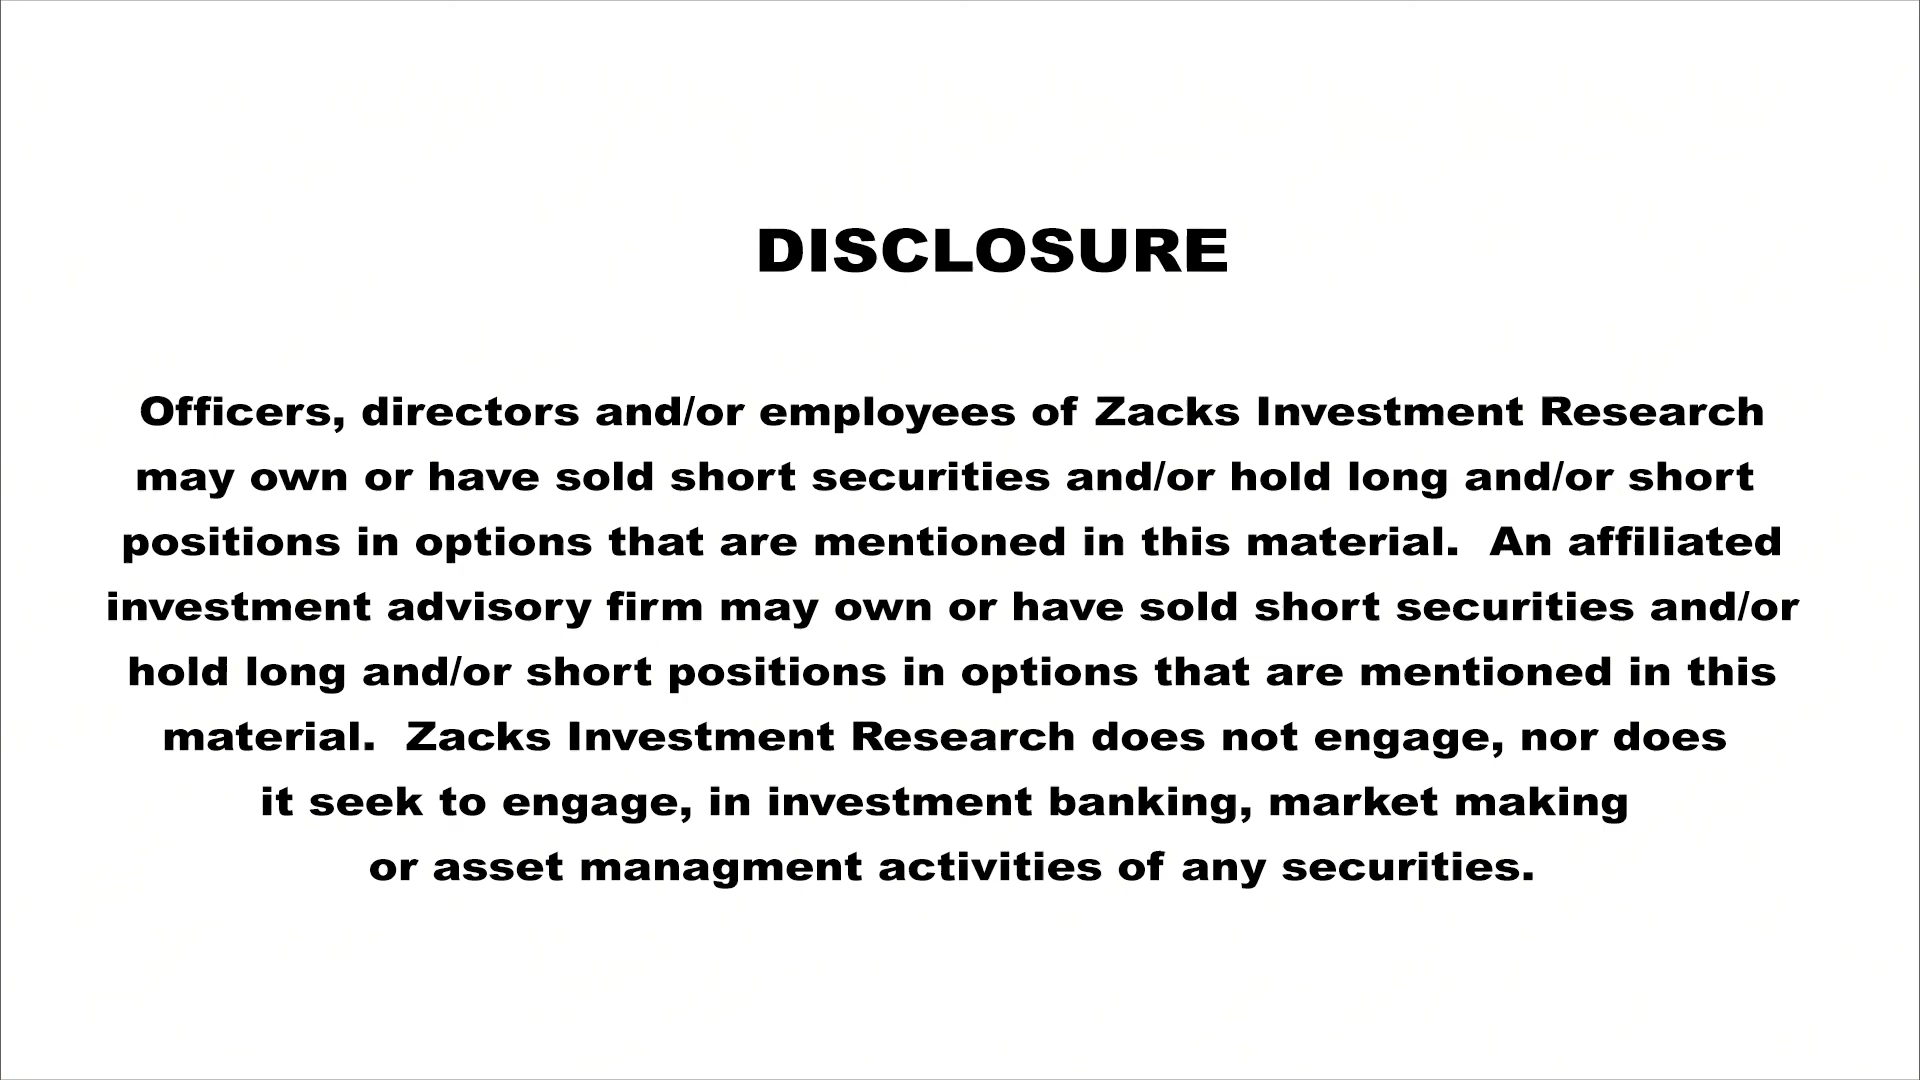 DISCLOSURE
Officers, directors and/or employees of Zacks Investment Research
may own or have sold short securities and/or hold long and/or short
positions in options that are mentioned in this material.  An affiliated
investment advisory firm may own or have sold short securities and/or
hold long and/or short positions in options that are mentioned in this
material.  Zacks Investment Research does not engage, nor does
it seek to engage, in investment banking, market making
or asset managment activities of any securities.